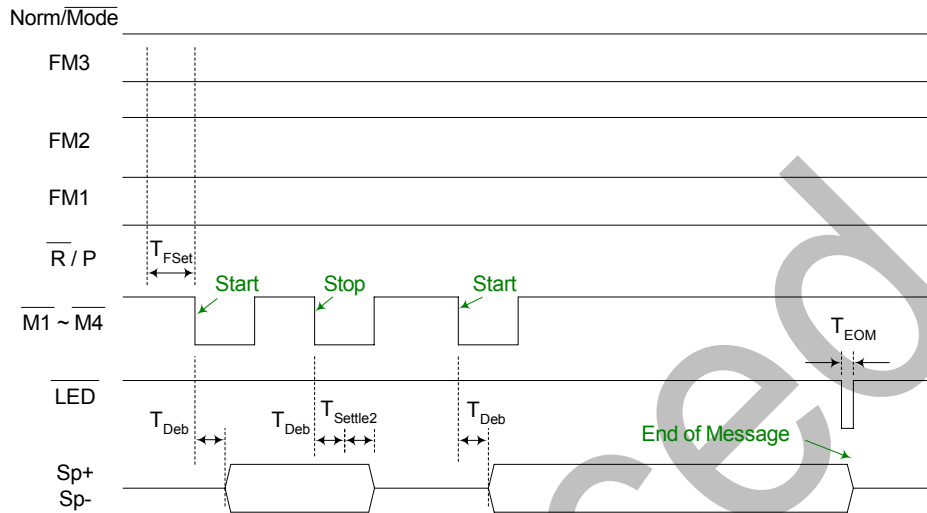 Norm/Mode
FM3
FM2
FM1
R / P
TFSet
Start
Stop
Start
M1 ~ M4
TEOM
LED
TDeb
TDeb
TSettle2
TDeb
End of Message
Sp+
Sp-